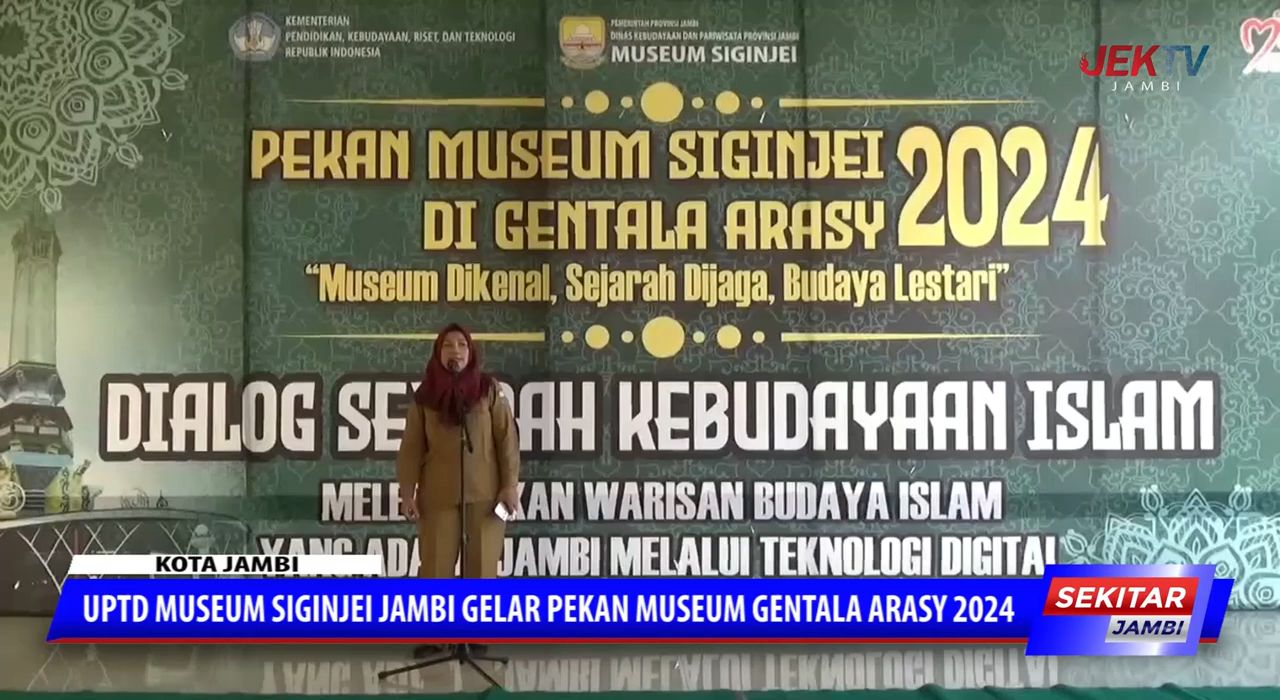 KEMENTERIAN
PENDIDIKAN, KEBUDAYAAN, RISET, DAN TEKNOLOGI
REPUBLIK INDONESIA
PEMERINTAH PROVINSI JAMBI
DINAS KEBUDAYAAN DAN PARIWISATA PROVINSI JAMBI
MUSEUM SIGINJEI
JEKTV
JAMBI
PEKAN MUSEUM SIGINJEI
DI GENTALA ARASY 2024
“Museum Dikenal, Sejarah Dijaga, Budaya Lestari”
DIALOG SE AH KEBUDAYAAN ISLAM
MELE KAN WARISAN BUDAYA ISLAM
YANG ADA JAMBI MELALUI TEKNOLOGI DIGITAL
KOTA JAMBI
UPTD MUSEUM SIGINJEI JAMBI GELAR PEKAN MUSEUM GENTALA ARASY 2024
SEKITAR
JAMBI